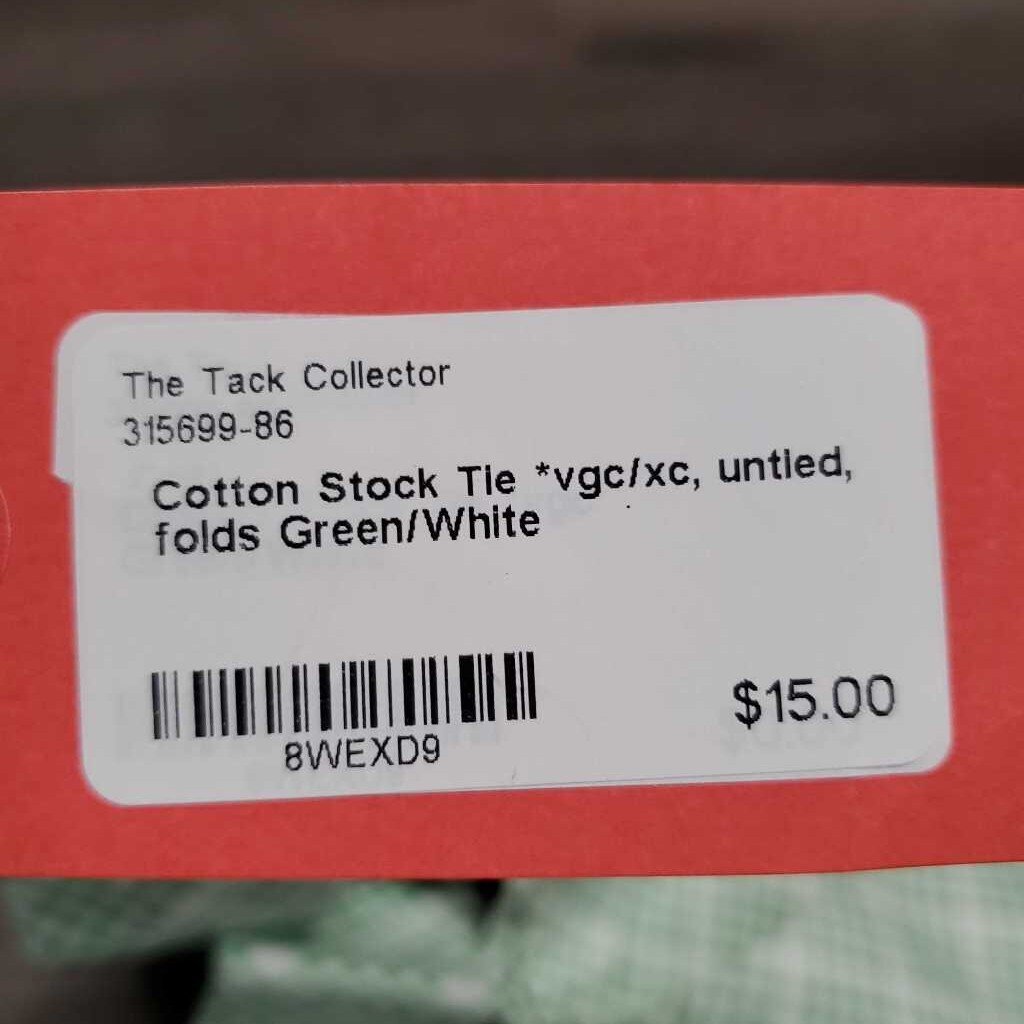 The Tack Collector
315699-86
Cotton Stock Tie *vgc/xc, untied,
folds Green/White
8WEXD9
$15.00